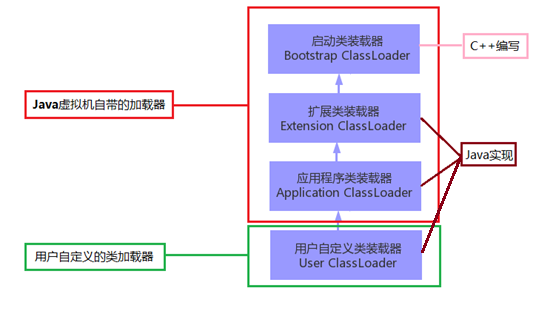 启动类装载器
Bootstrap ClassLoader
C++编写
扩展类装载器
Extension ClassLoader
Java虚拟机自带的加载器
Java实现
应用程序类装载器
Application ClassLoader
用户自定义类装载器
User ClassLoader
用户自定义的类加载器